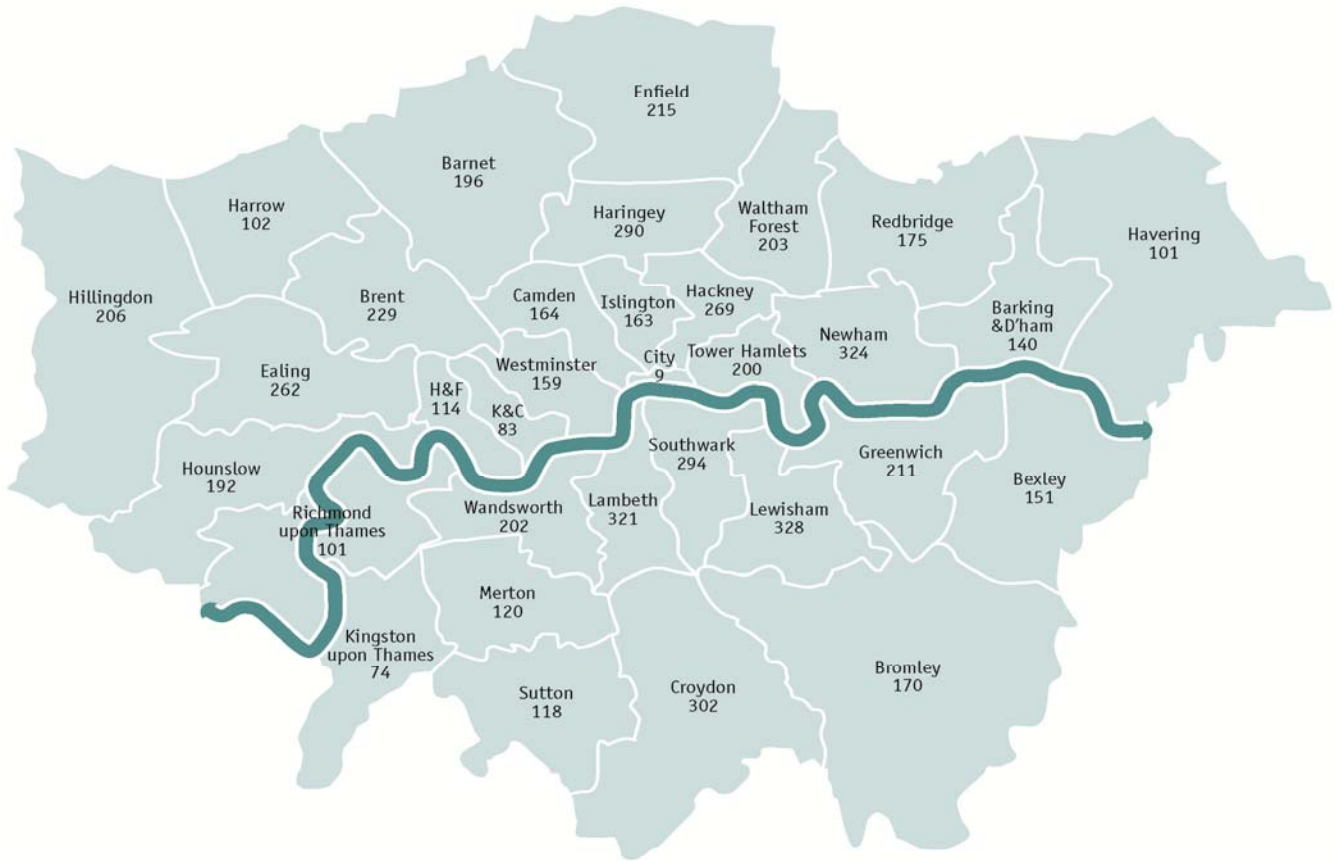 Enfield
215
Barnet
196
Harrow
102
Haringey
290
Waltham
Forest
203
Redbridge
175
Havering
101
Hillingdon
206
Brent
229
Camden
164
Islington
163
Hackney
269
Barking
&D'ham
140
Newham
324
Ealing
262
Westminster
159
City
9
Tower Hamlets
200
H&F
114
K&C
83
Hounslow
192
Southwark
294
Greenwich
211
Bexley
151
Richmond
upon Thames
101
Wandsworth
202
Lambeth
321
Lewisham
328
Merton
120
Kingston
upon Thames
74
Sutton
118
Croydon
302
Bromley
170